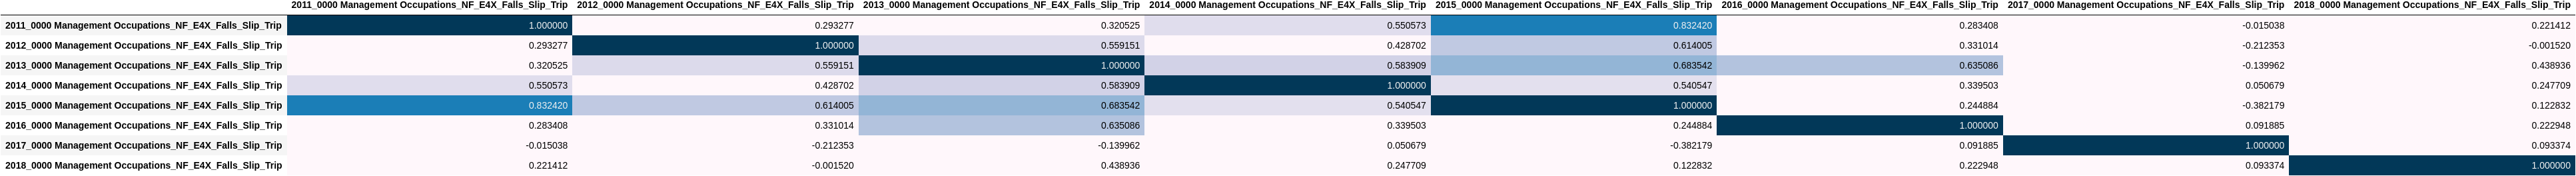 2011_0000 Management Occupations_NF_E4X_Falls_Slip_Trip 2012_0000 Management Occupations_NF_E4X_Falls_Slip_Trip 2013_0000 Management Occupations_NF_E4X_Falls_Slip_Trip 2014_0000 Management Occupations_NF_E4X_Falls_Slip_Trip 2015_0000 Management Occupations_NF_E4X_Falls_Slip_Trip 2016_0000 Management Occupations_NF_E4X_Falls_Slip_Trip 2017_0000 Management Occupations_NF_E4X_Falls_Slip_Trip 2018_0000 Management Occupations_NF_E4X_Falls_Slip_Trip
2011_0000 Management Occupations_NF_E4X_Falls_Slip_Trip 1.000000 0.293277 0.320525 0.550573 0.832420 0.283408 -0.015038 0.221412
2012_0000 Management Occupations_NF_E4X_Falls_Slip_Trip 0.293277 1.000000 0.559151 0.428702 0.614005 0.331014 -0.212353 -0.001520
2013_0000 Management Occupations_NF_E4X_Falls_Slip_Trip 0.320525 0.559151 1.000000 0.583909 0.683542 0.635086 -0.139962 0.438936
2014_0000 Management Occupations_NF_E4X_Falls_Slip_Trip 0.550573 0.428702 0.583909 1.000000 0.540547 0.339503 0.050679 0.247709
2015_0000 Management Occupations_NF_E4X_Falls_Slip_Trip 0.832420 0.614005 0.683542 0.540547 1.000000 0.244884 -0.382179 0.122832
2016_0000 Management Occupations_NF_E4X_Falls_Slip_Trip 0.283408 0.331014 0.635086 0.339503 0.244884 1.000000 0.091885 0.222948
2017_0000 Management Occupations_NF_E4X_Falls_Slip_Trip -0.015038 -0.212353 -0.139962 0.050679 -0.382179 0.091885 1.000000 0.093374
2018_0000 Management Occupations_NF_E4X_Falls_Slip_Trip 0.221412 -0.001520 0.438936 0.247709 0.122832 0.222948 0.093374 1.000000